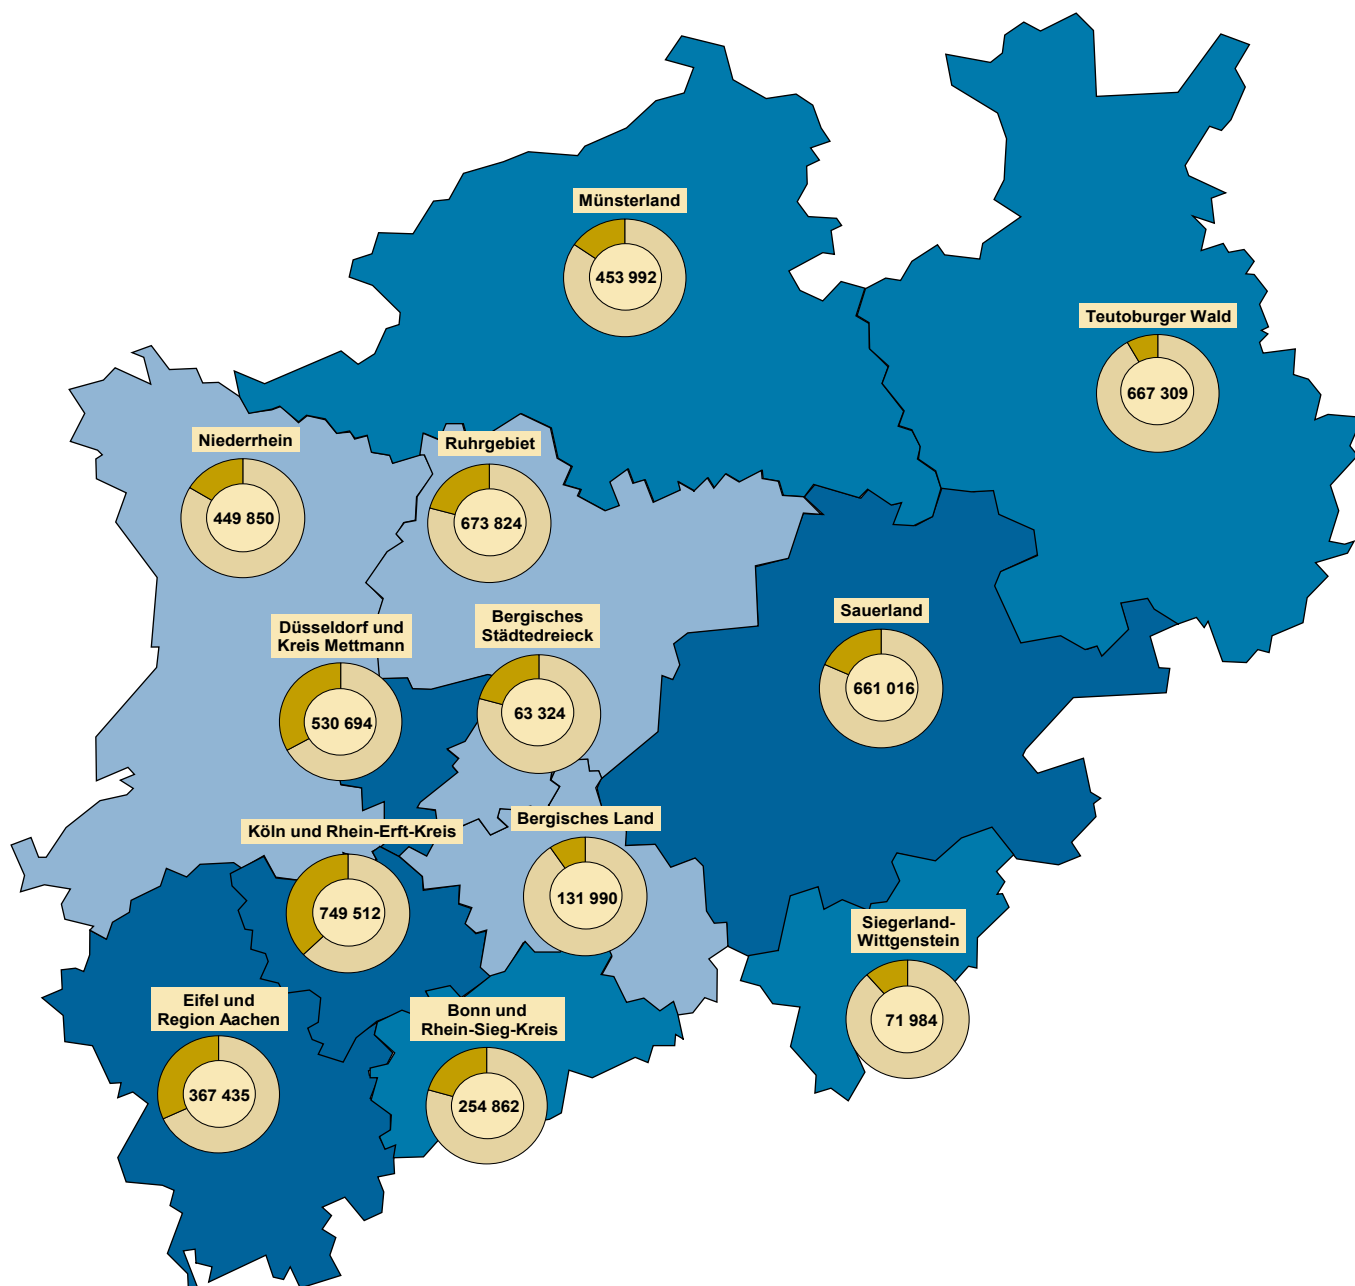 Münsterland
453 992
Teutoburger Wald
667 309
Niederrhein
449 850
Ruhrgebiet
673 824
Düsseldorf und
Kreis Mettmann
530 694
Bergisches
Städtedreieck
63 324
Sauerland
661 016
Köln und Rhein-Erft-Kreis
749 512
Bergisches Land
131 990
Siegerland-
Wittgenstein
71 984
Eifel und
Region Aachen
367 435
Bonn und
Rhein-Sieg-Kreis
254 862